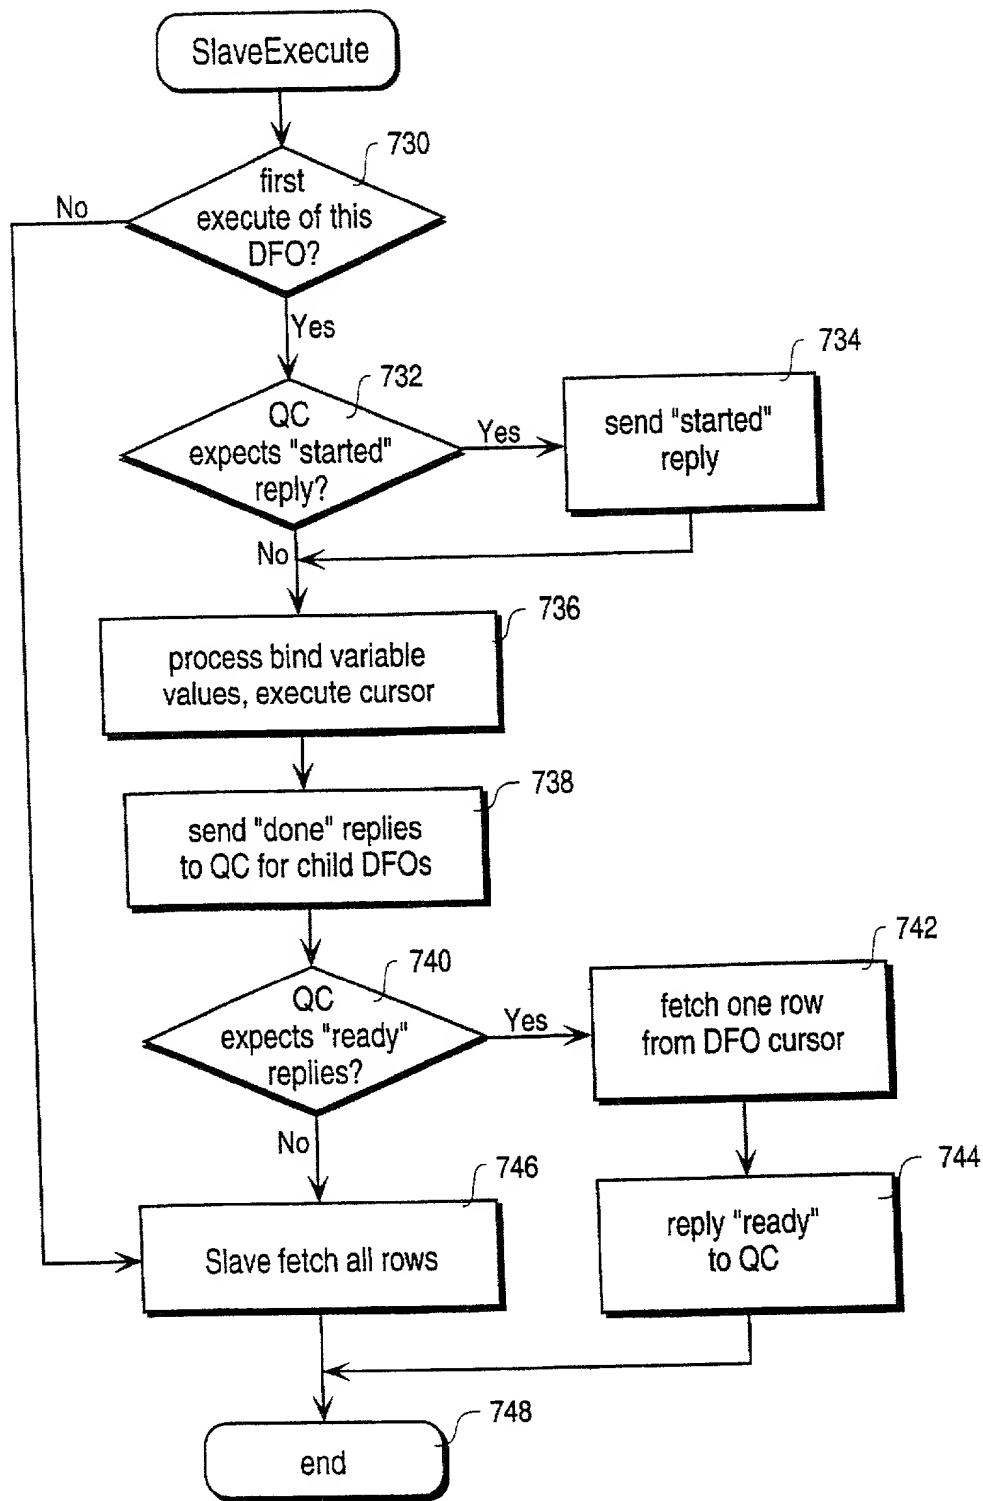 SlaveExecute
730
first
execute of this
DFO?
No
Yes
732
QC
expects "started"
reply?
Yes
734
send "started"
reply
No
736
process bind variable
values, execute cursor
738
send "done" replies
to QC for child DFOs
740
QC
expects "ready"
replies?
Yes
742
fetch one row
from DFO cursor
No
744
reply "ready"
to QC
746
Slave fetch all rows
748
end